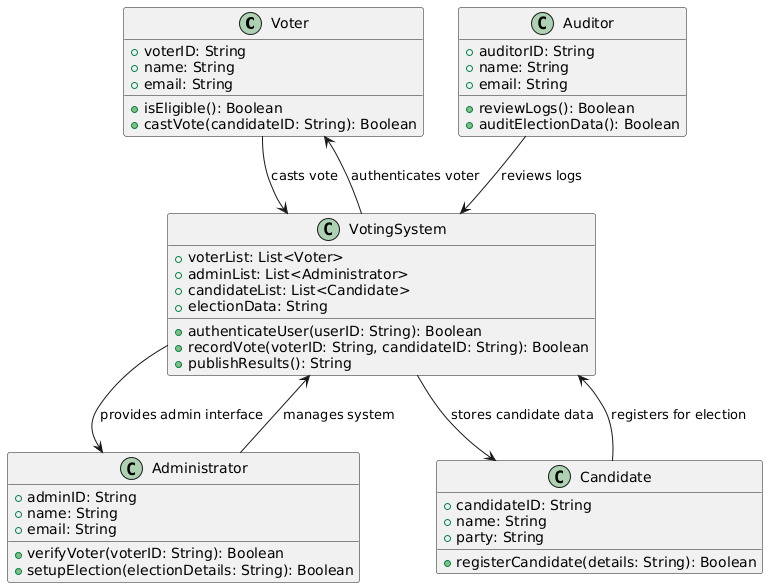 C Voter
voterID: String
name: String
email: String
isEligible(): Boolean
castVote(candidateID: String): Boolean
C Auditor
auditorID: String
name: String
email: String
reviewLogs(): Boolean
auditElectionData(): Boolean
casts vote
authenticates voter
reviews logs
C VotingSystem
voterList: List<Voter>
adminList: List<Administrator>
candidateList: List<Candidate>
electionData: String
authenticateUser(userID: String): Boolean
recordVote(voterID: String, candidateID: String): Boolean
publishResults(): String
provides admin interface
manages system
stores candidate data
registers for election
C Administrator
adminID: String
name: String
email: String
verifyVoter(voterID: String): Boolean
setupElection(electionDetails: String): Boolean
C Candidate
candidateID: String
name: String
party: String
registerCandidate(details: String): Boolean